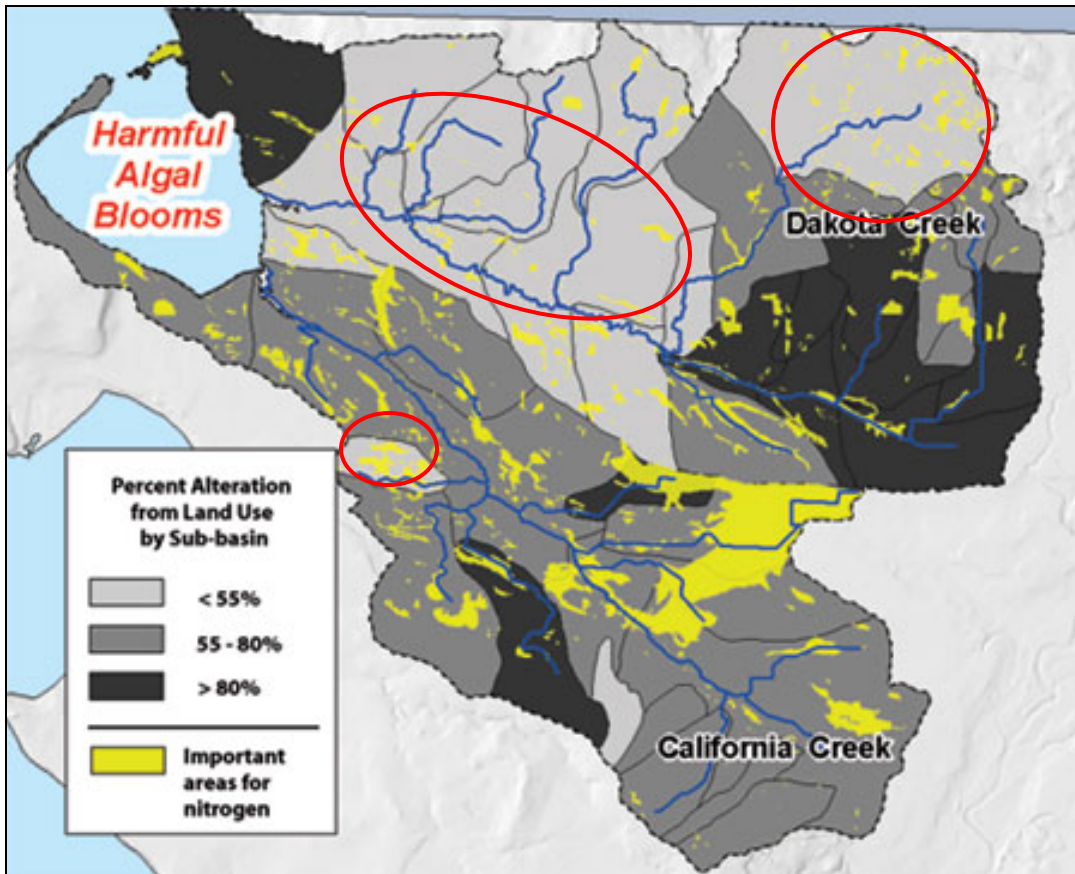 Harmful
Algal
Blooms
Dakota Creek
Percent Alteration
from Land Use
by Sub-basin
< 55%
55 - 80%
> 80%
Important
areas for
nitrogen
California Creek